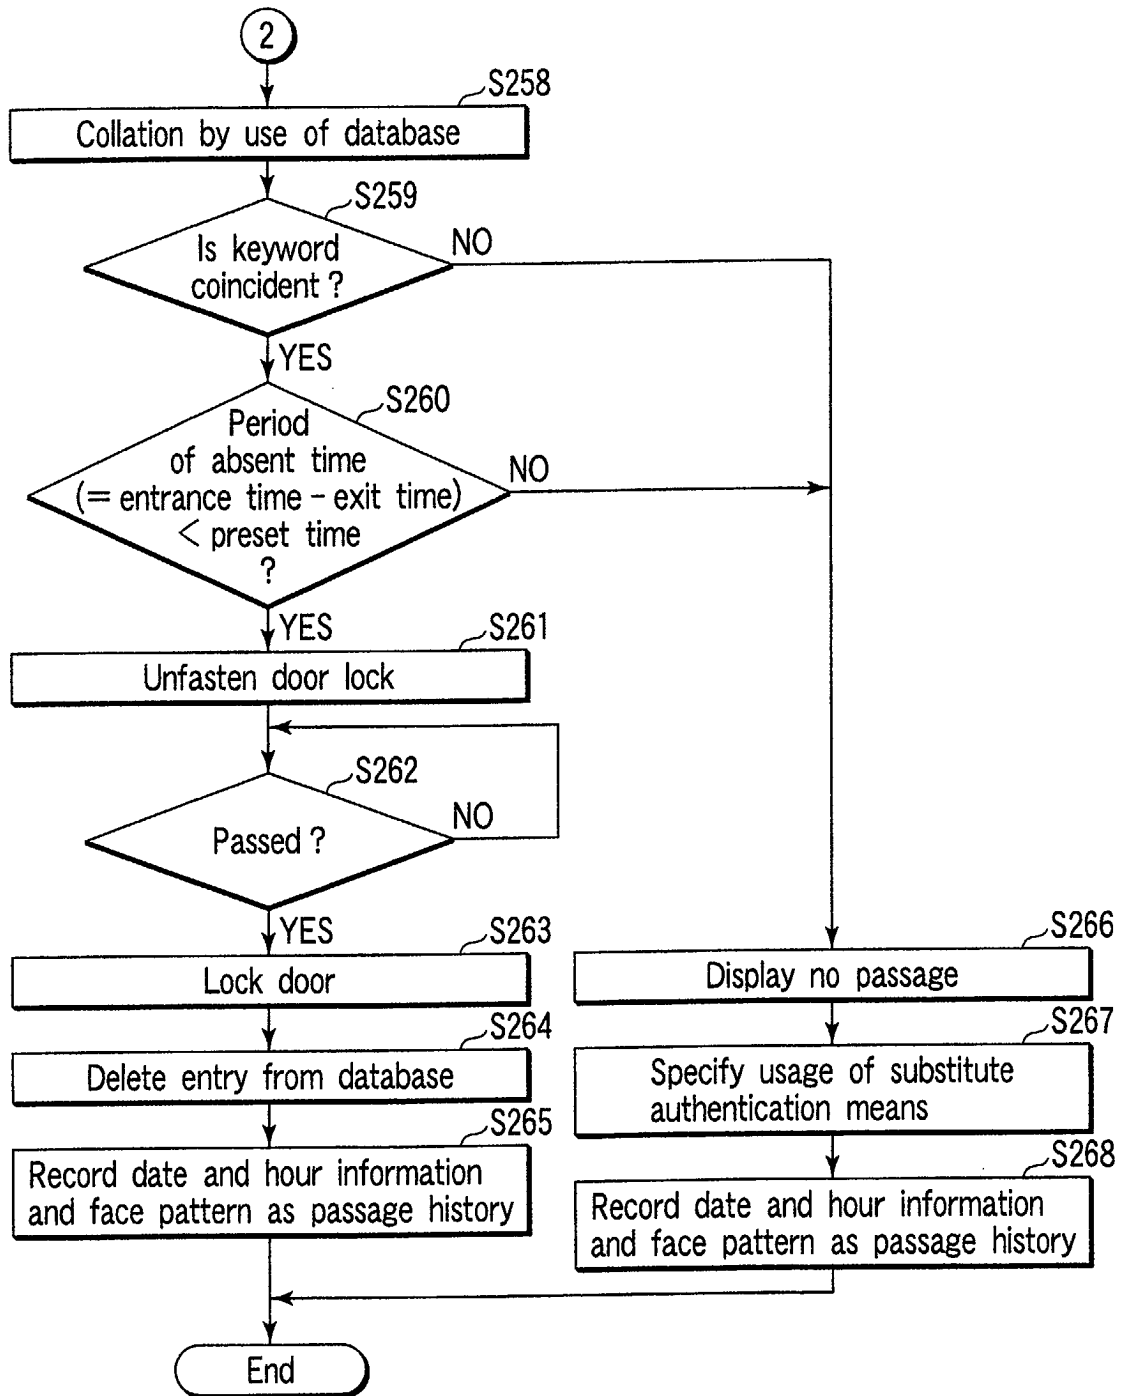 2
S258
Collation by use of database
S259
Is keyword
coincident ?
NO
YES
S260
Period
of absent time
(= entrance time – exit time)
< preset time
?
NO
YES
S261
Unfasten door lock
S262
Passed ?
NO
YES
S263
Lock door
S264
Delete entry from database
S265
Record date and hour information
and face pattern as passage history
S266
Display no passage
S267
Specify usage of substitute
authentication means
S268
Record date and hour information
and face pattern as passage history
End